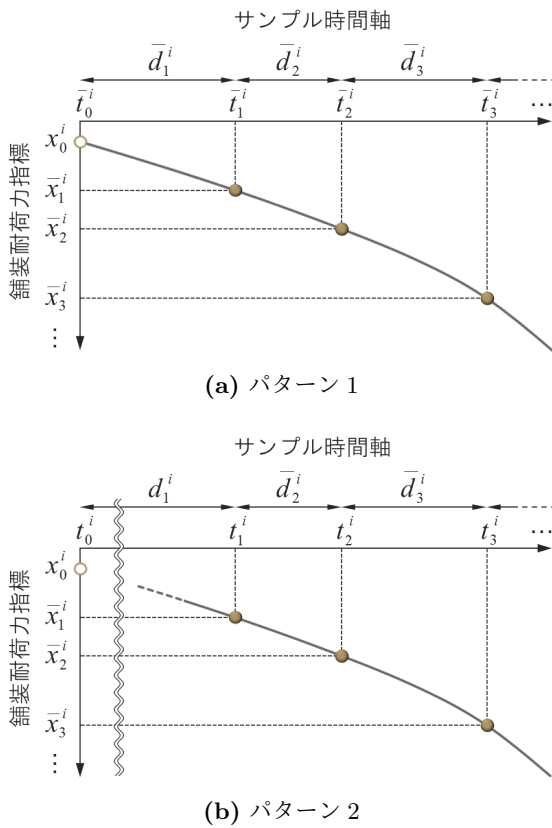 サンプル時間軸
d̄₁ⁱ d̄₂ⁱ d̄₃ⁱ
t̄₀ⁱ t̄₁ⁱ t̄₂ⁱ t̄₃ⁱ …
舗装耐荷力指標
x₀ⁱ
x̄₁ⁱ
x̄₂ⁱ
x̄₃ⁱ
…
(a) パターン 1
サンプル時間軸
d₁ⁱ d̄₂ⁱ d̄₃ⁱ
t₀ⁱ t₁ⁱ t₂ⁱ t₃ⁱ …
舗装耐荷力指標
x₀ⁱ
x̄₁ⁱ
x̄₂ⁱ
x̄₃ⁱ
…
(b) パターン 2